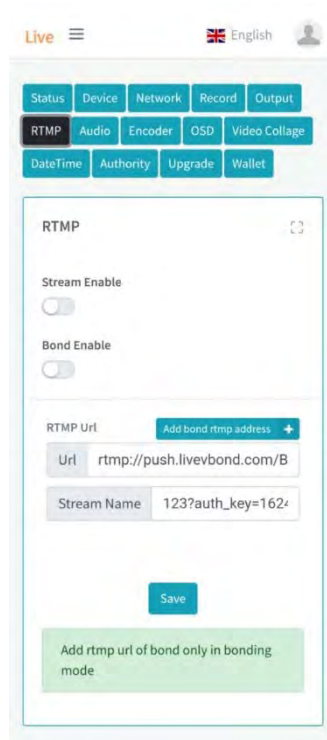 Live English
Status Device Network Record Output
RTMP Audio Encoder OSD Video Collage
DateTime Authority Upgrade Wallet
RTMP
Stream Enable
Bond Enable
RTMP Url Add bond rtmp address +
Url rtmp://push.livevbond.com/B
Stream Name 123?auth_key=1624
Save
Add rtmp url of bond only in bonding
mode